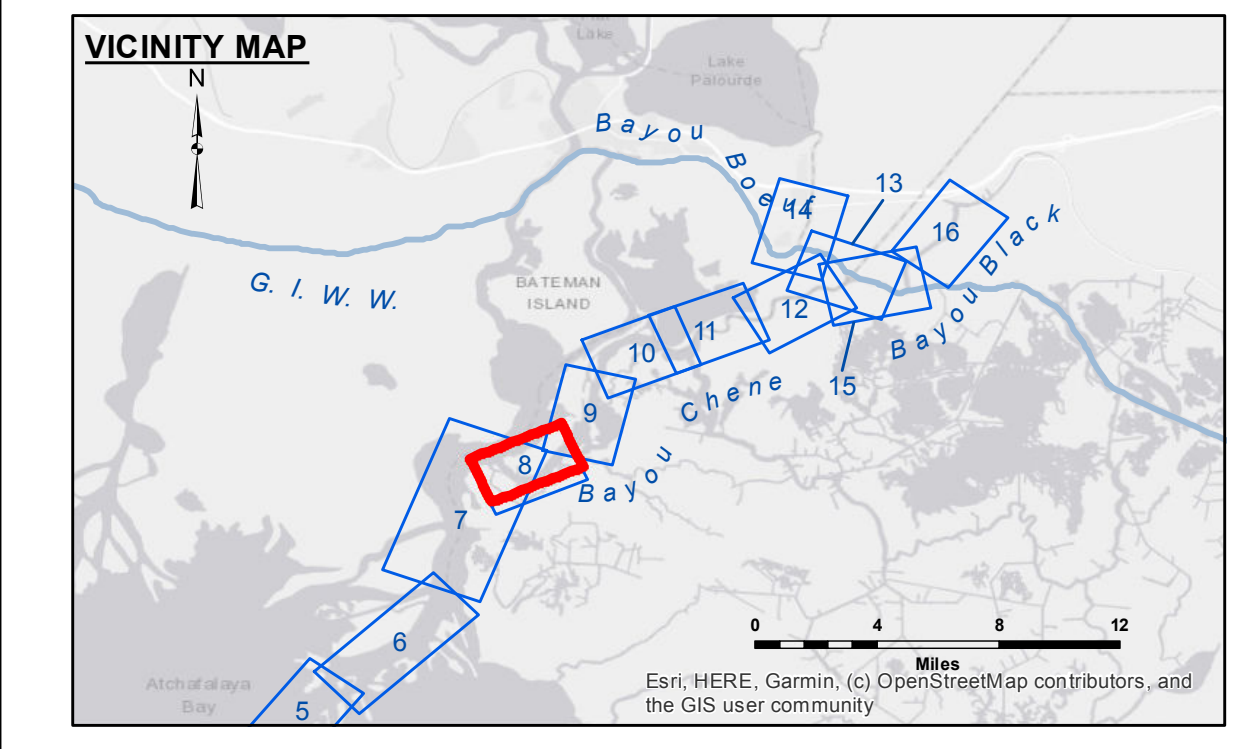 VICINITY MAP
N
Lake
Lake
Palourde
Bayou
Boeuf
13
14
16
G. I. W. W.
BATEMAN
ISLAND
Bayou Black
12
11
10
15
Chene
9
8
Bayou
7
6
5
Atchafalaya
Bay
0 4 8 12
Miles
Esri, HERE, Garmin, (c) OpenStreetMap contributors, and
the GIS user community